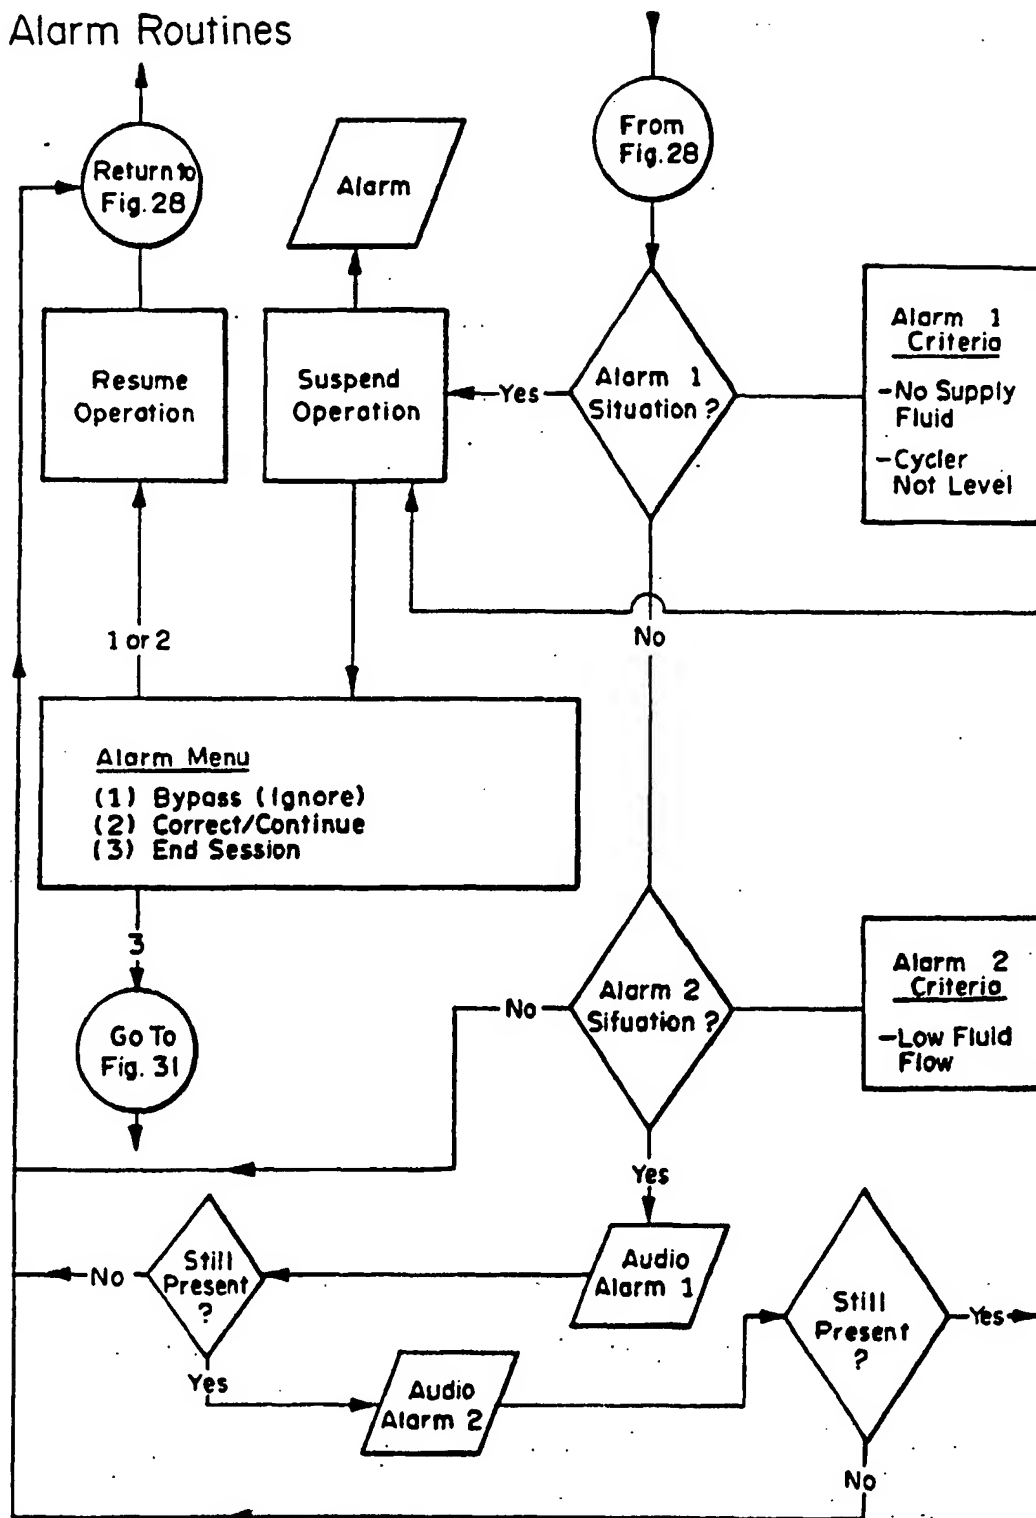 Alarm Routines
From
Fig.28
Return to
Fig. 28
Alarm
Alarm 1
Criteria
-No Supply
Fluid
-Cycler
Not Level
Resume
Operation
Suspend
Operation
Yes
Alarm 1
Situation ?
1 or 2
No
Alarm Menu
(1) Bypass (Ignore)
(2) Correct/Continue
(3) End Session
3
Go To
Fig. 31
No
Alarm 2
Sifuation ?
Alarm 2
Criteria
-Low Fluid
Flow
Yes
No
Still
Present
?
Audio
Alarm 1
Still
Present
?
Yes
Yes
Audio
Alarm 2
No